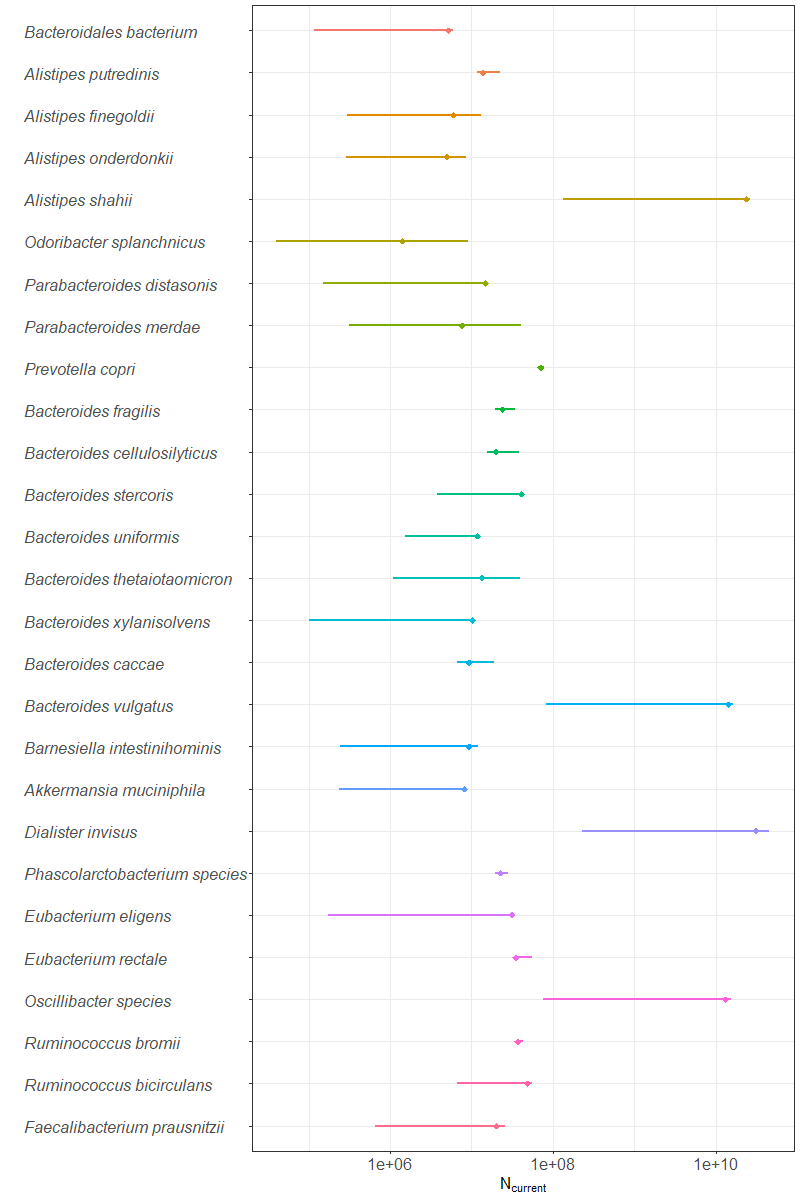 Bacteroidales bacterium
Alistipes putredinis
Alistipes finegoldii
Alistipes onderdonkii
Alistipes shahii
Odoribacter splanchnicus
Parabacteroides distasonis
Parabacteroides merdae
Prevotella copri
Bacteroides fragilis
Bacteroides cellulosilyticus
Bacteroides stercoris
Bacteroides uniformis
Bacteroides thetaiotaomicron
Bacteroides xylanisolvens
Bacteroides caccae
Bacteroides vulgatus
Barnesiella intestinihominis
Akkermansia muciniphila
Dialister invisus
Phascolarctobacterium species
Eubacterium eligens
Eubacterium rectale
Oscillibacter species
Ruminococcus bromii
Ruminococcus bicirculans
Faecalibacterium prausnitzii
1e+06 1e+08 1e+10
Ncurrent